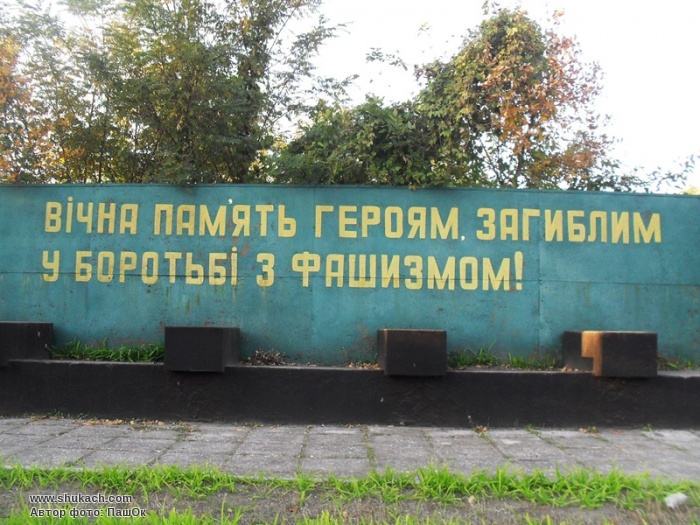 ВІЧНА ПАМЯТЬ ГЕРОЯМ, ЗАГИБЛИМ
У БОРОТЬБІ З ФАШИЗМОМ!
www.shukach.com
Автор фото: ПашОк